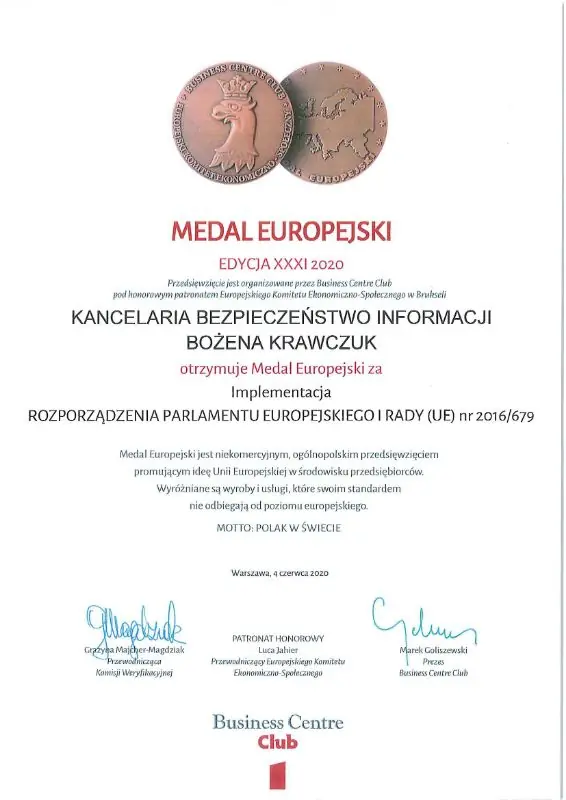 BUSINESS CENTRE CLUB
MEDAL EUROPEJSKI
EDYCJA XXXI 2020
Przedsięwzięcie jest organizowane przez Business Centre Club
pod honorowym patronatem Europejskiego Komitetu Ekonomiczno-Społecznego w Brukseli
KANCELARIA BEZPIECZEŃSTWO INFORMACJI
BOŻENA KRAWCZUK
otrzymuje Medal Europejski za
Implementacja
ROZPORZĄDZENIA PARLAMENTU EUROPEJSKIEGO I RADY (UE) nr 2016/679
Medal Europejski jest niekomercyjnym, ogólnopolskim przedsięwzięciem
promującym ideę Unii Europejskiej w środowisku przedsiębiorców.
Wyróżniane są wyroby i usługi, które swoim standardem
nie odbiegają od poziomu europejskiego.
MOTTO: POLAK W ŚWIECIE
Warszawa, 4 czerwca 2020
Grażyna Majcher-Magdziak
Przewodnicząca
Komisji Weryfikacyjnej
PATRONAT HONOROWY
Luca Jahier
Przewodniczący Europejskiego Komitetu
Ekonomiczno-Społecznego
Marek Goliszewski
Prezes
Business Centre Club
Business Centre
Club